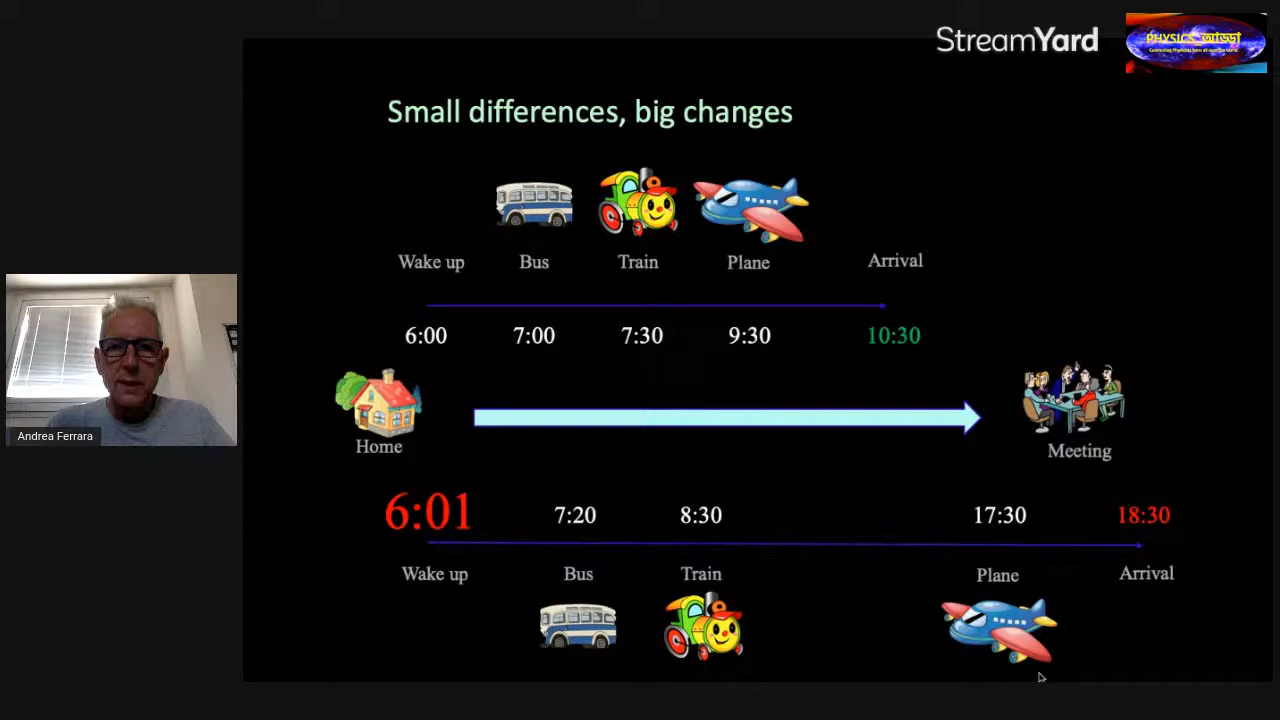 StreamYard
PHYSICS_আড্ডা
Small differences, big changes
Wake up Bus Train Plane Arrival
6:00 7:00 7:30 9:30 10:30
Andrea Ferrara
Home
Meeting
6:01 7:20 8:30 17:30 18:30
Wake up Bus Train Plane Arrival